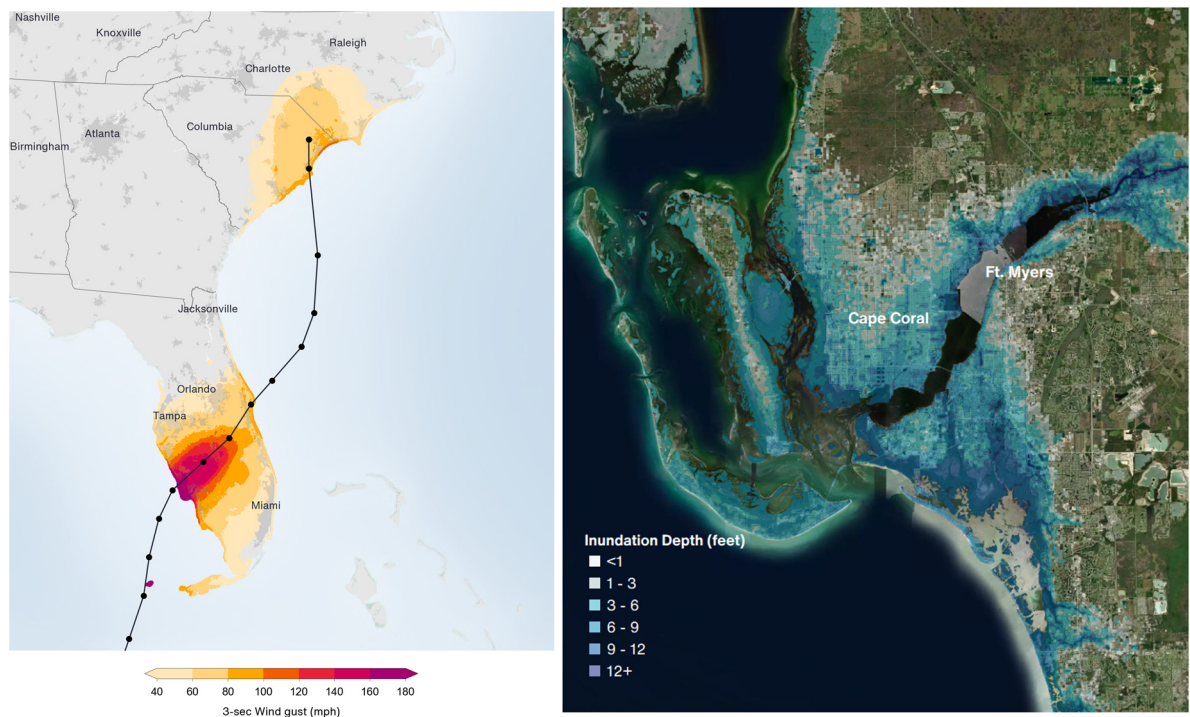 Nashville
Knoxville
Raleigh
Charlotte
Columbia
Atlanta
Birmingham
Jacksonville
Orlando
Tampa
Miami
40 60 80 100 120 140 160 180
3-sec Wind gust (mph)
Ft. Myers
Cape Coral
Inundation Depth (feet)
<1
1 - 3
3 - 6
6 - 9
9 - 12
12+